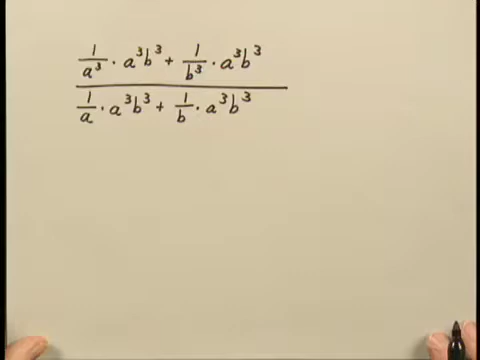 1/a³ · a³b³ + 1/b³ · a³b³
1/a · a³b³ + 1/b · a³b³